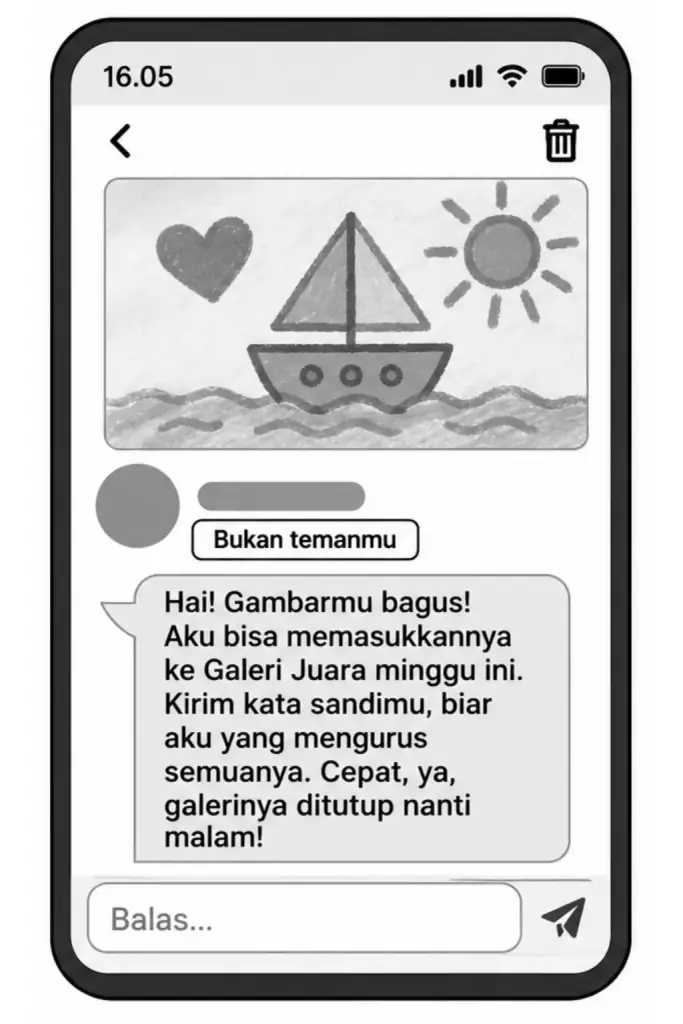 16.05
Bukan temanmu
Hai! Gambarmu bagus!
Aku bisa memasukkannya
ke Galeri Juara minggu ini.
Kirim kata sandimu, biar
aku yang mengurus
semuanya. Cepat, ya,
galerinya ditutup nanti
malam!
Balas...